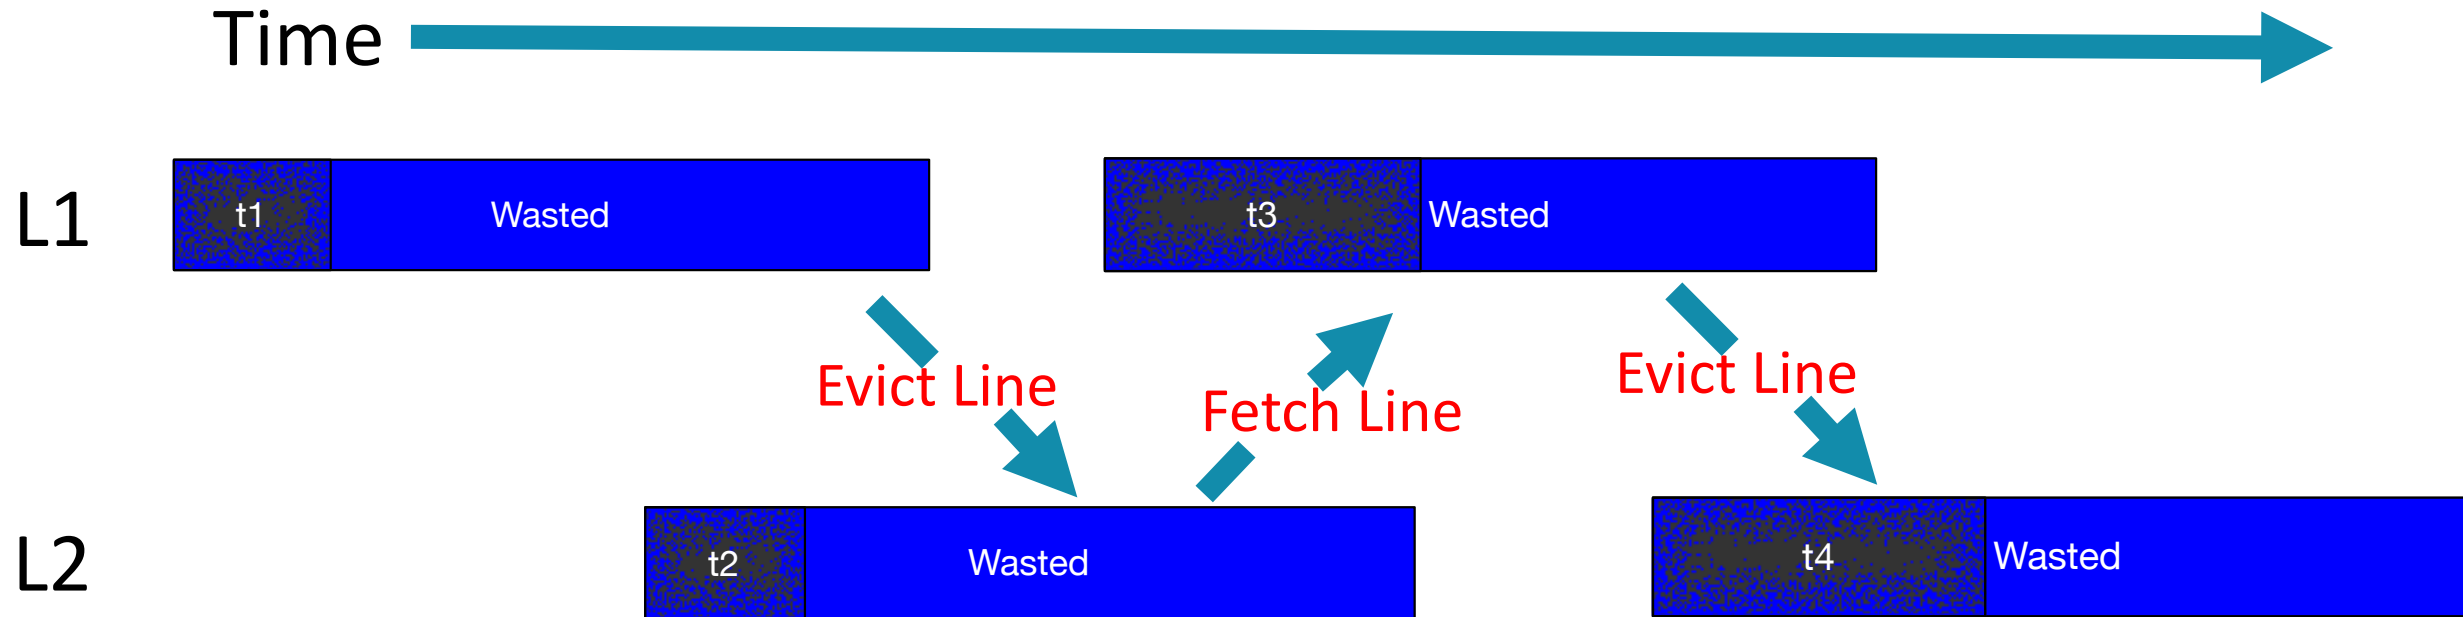 Time
L1
t1
Wasted
t3
Wasted
Evict Line
Fetch Line
Evict Line
L2
t2
Wasted
t4
Wasted